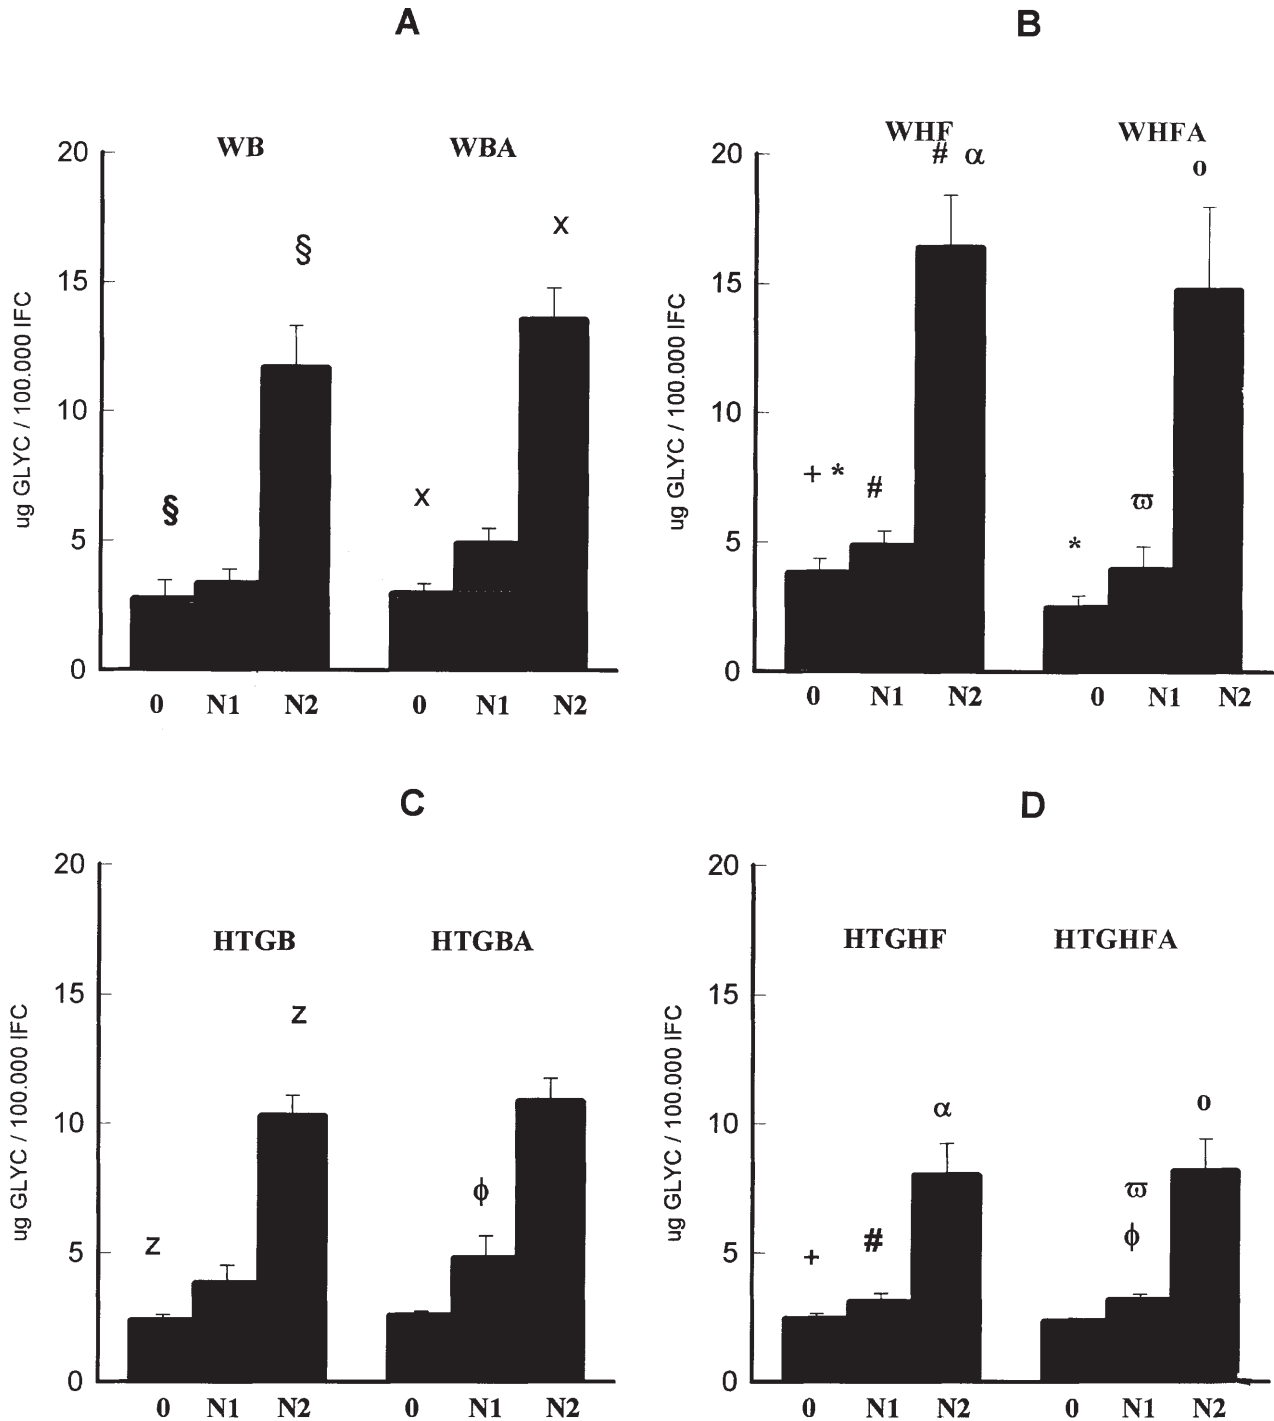 A
WB
WBA
20
15
10
5
0
ug GLYC / 100.000 IFC
§
§
x
x
0 N1 N2 0 N1 N2
B
WHF
WHFA
20
15
10
5
0
ug GLYC / 100.000 IFC
# α
o
+ *
#
ϖ
*
0 N1 N2 0 N1 N2
C
HTGB
HTGBA
20
15
10
5
0
ug GLYC / 100.000 IFC
z
z
ϕ
0 N1 N2 0 N1 N2
D
HTGHF
HTGHFA
20
15
10
5
0
ug GLYC / 100.000 IFC
α
o
ϖ
ϕ
+
#
0 N1 N2 0 N1 N2